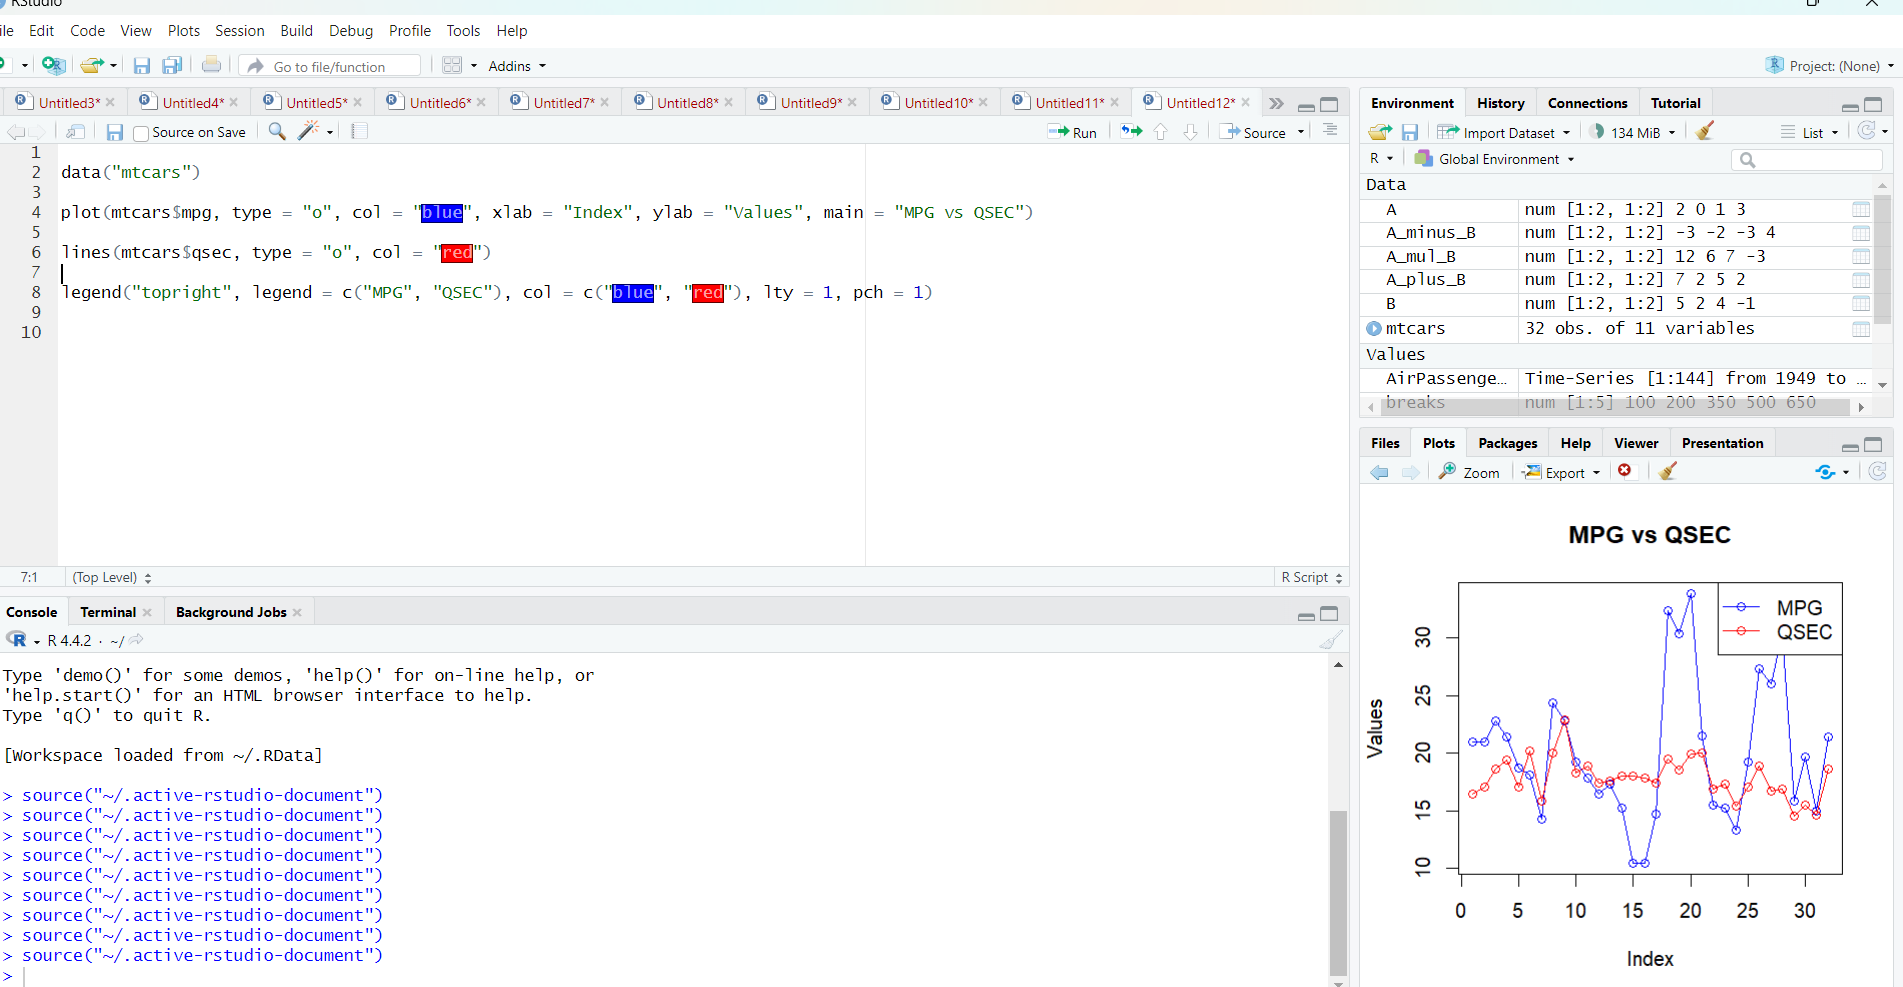 RStudio
ile Edit Code View Plots Session Build Debug Profile Tools Help
Go to file/function Addins Project: (None)
Untitled3* Untitled4* Untitled5* Untitled6* Untitled7* Untitled8* Untitled9* Untitled10* Untitled11* Untitled12*
Source on Save Run Source
1
2 data("mtcars")
3
4 plot(mtcars$mpg, type = "o", col = "blue", xlab = "Index", ylab = "Values", main = "MPG vs QSEC")
5
6 lines(mtcars$qsec, type = "o", col = "red")
7
8 legend("topright", legend = c("MPG", "QSEC"), col = c("blue", "red"), lty = 1, pch = 1)
9
10
7:1 (Top Level) R Script
Console Terminal Background Jobs
R 4.4.2 · ~/
Type 'demo()' for some demos, 'help()' for on-line help, or
'help.start()' for an HTML browser interface to help.
Type 'q()' to quit R.
[Workspace loaded from ~/.RData]
> source("~/.active-rstudio-document")
> source("~/.active-rstudio-document")
> source("~/.active-rstudio-document")
> source("~/.active-rstudio-document")
> source("~/.active-rstudio-document")
> source("~/.active-rstudio-document")
> source("~/.active-rstudio-document")
> source("~/.active-rstudio-document")
> source("~/.active-rstudio-document")
>
Environment History Connections Tutorial
Import Dataset 134 MiB List
R Global Environment
Data
A num [1:2, 1:2] 2 0 1 3
A_minus_B num [1:2, 1:2] -3 -2 -3 4
A_mul_B num [1:2, 1:2] 12 6 7 -3
A_plus_B num [1:2, 1:2] 7 2 5 2
B num [1:2, 1:2] 5 2 4 -1
mtcars 32 obs. of 11 variables
Values
AirPassenge… Time-Series [1:144] from 1949 to …
breaks num [1:5] 100 200 350 500 650
Files Plots Packages Help Viewer Presentation
Zoom Export
MPG vs QSEC
MPG
QSEC
Values
30
25
20
15
10
0 5 10 15 20 25 30
Index